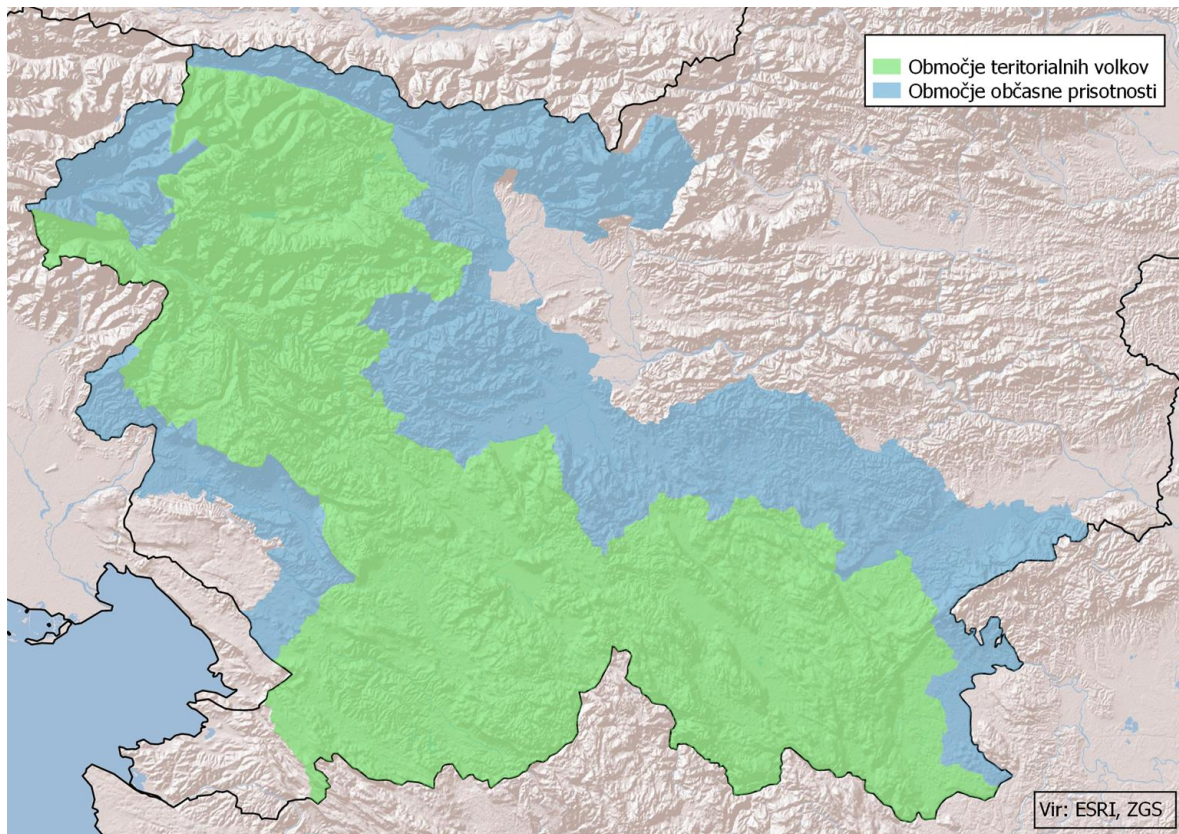 Območje teritorialnih volkov
Območje občasne prisotnosti
Vir: ESRI, ZGS